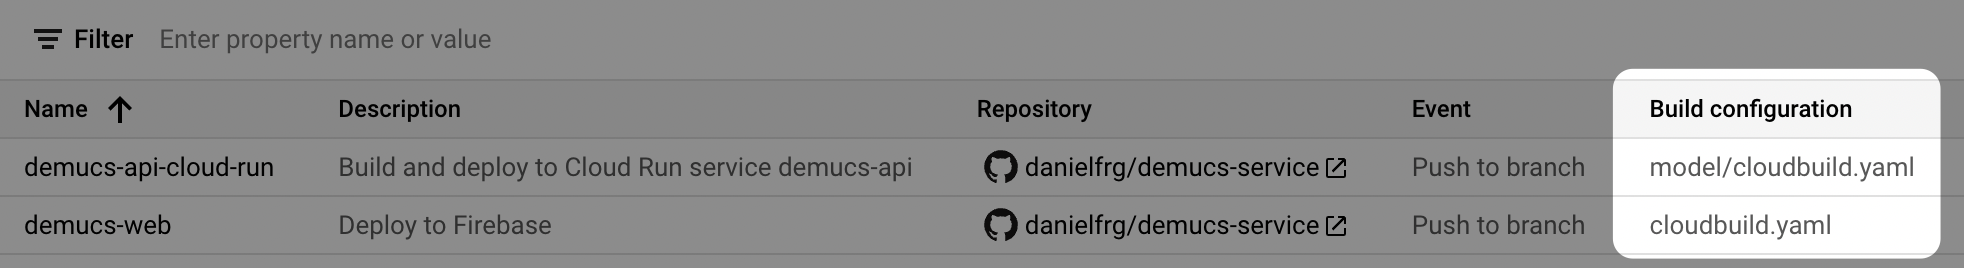 Filter Enter property name or value
Name Description Repository Event Build configuration
demucs-api-cloud-run Build and deploy to Cloud Run service demucs-api danielfrg/demucs-service Push to branch model/cloudbuild.yaml
demucs-web Deploy to Firebase danielfrg/demucs-service Push to branch cloudbuild.yaml